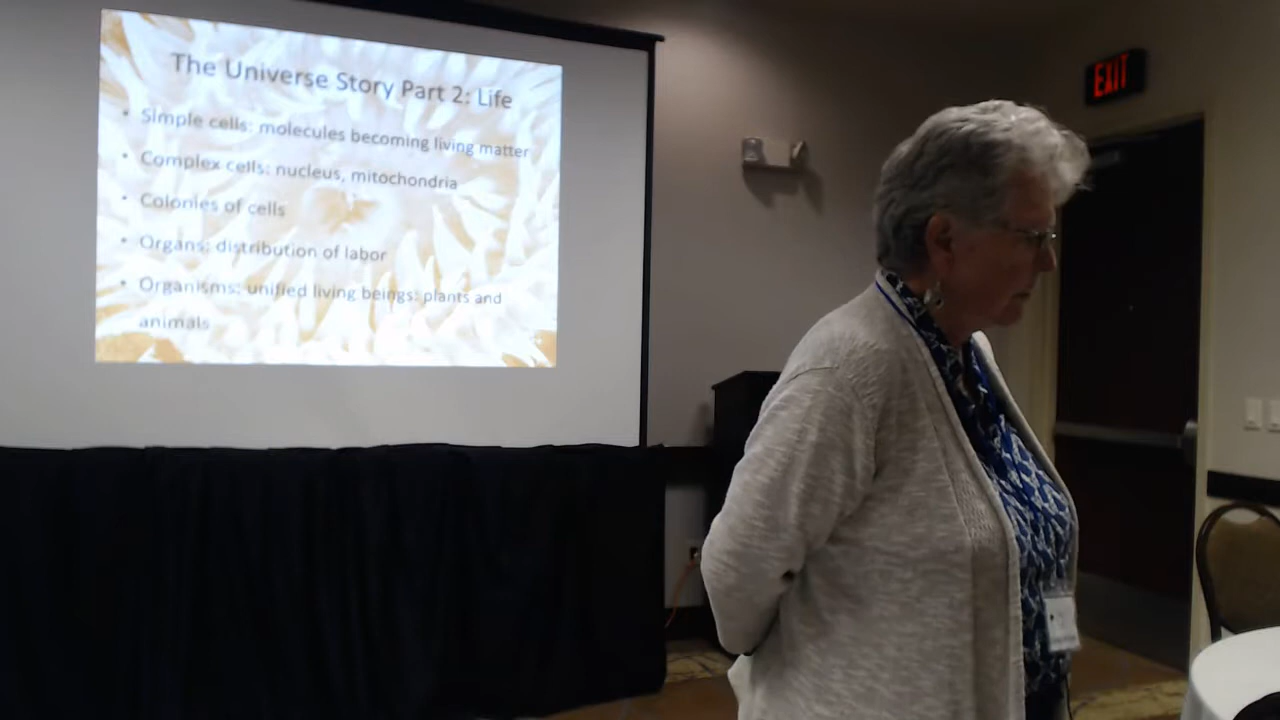 The Universe Story Part 2: Life
• Simple cells: molecules becoming living matter
• Complex cells: nucleus, mitochondria
• Colonies of cells
• Organs: distribution of labor
• Organisms: unified living beings: plants and
animals
EXIT